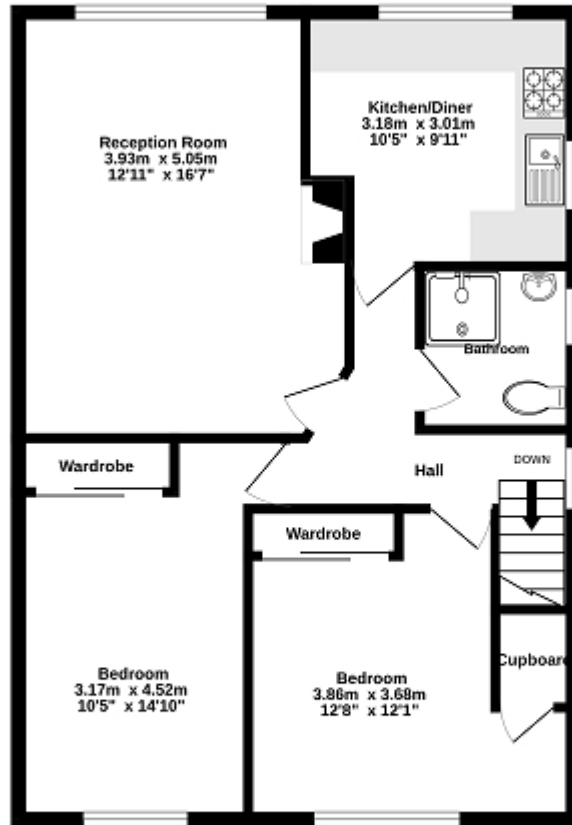 Reception Room
3.93m x 5.05m
12'11" x 16'7"
Kitchen/Diner
3.18m x 3.01m
10'5" x 9'11"
Bathroom
Wardrobe
Hall
DOWN
Wardrobe
Bedroom
3.17m x 4.52m
10'5" x 14'10"
Bedroom
3.86m x 3.68m
12'8" x 12'1"
Cupboard